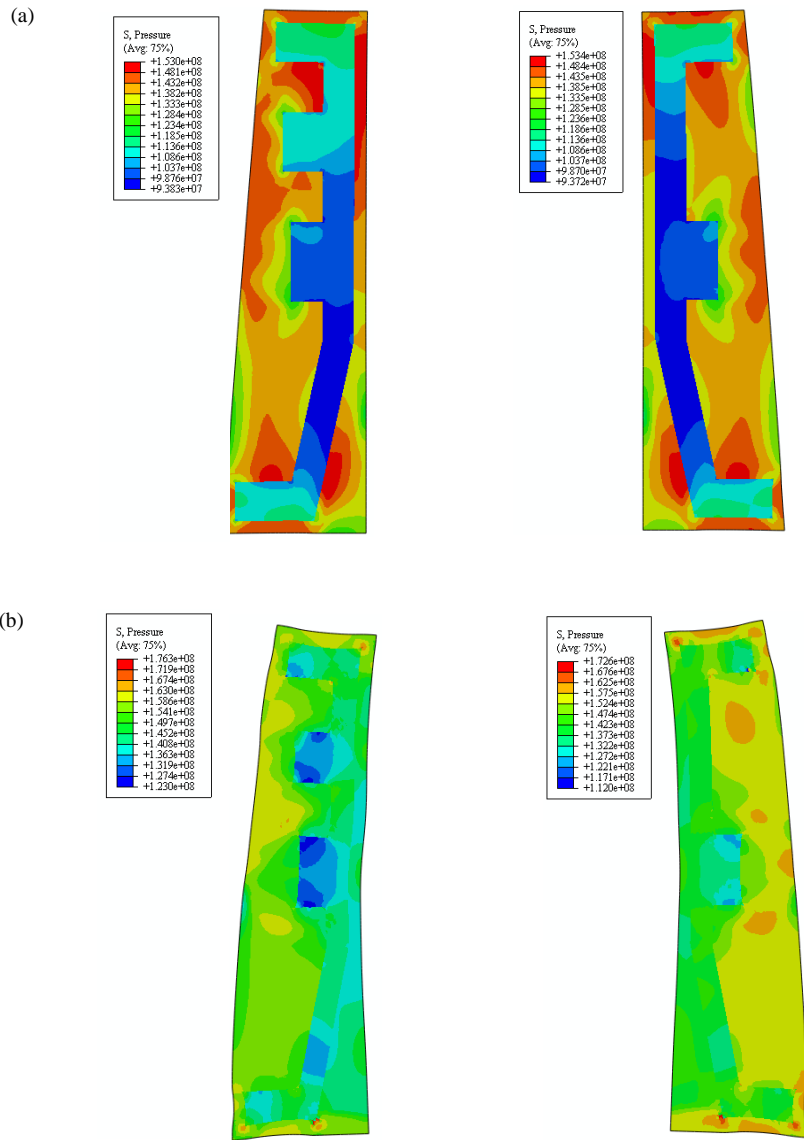 (a)
S, Pressure
(Avg: 75%)
+1.530e+08
+1.481e+08
+1.432e+08
+1.382e+08
+1.333e+08
+1.284e+08
+1.234e+08
+1.185e+08
+1.136e+08
+1.086e+08
+1.037e+08
+9.876e+07
+9.383e+07
S, Pressure
(Avg: 75%)
+1.534e+08
+1.484e+08
+1.435e+08
+1.385e+08
+1.335e+08
+1.285e+08
+1.236e+08
+1.186e+08
+1.136e+08
+1.086e+08
+1.037e+08
+9.870e+07
+9.372e+07
(b)
S, Pressure
(Avg: 75%)
+1.763e+08
+1.719e+08
+1.674e+08
+1.630e+08
+1.586e+08
+1.541e+08
+1.497e+08
+1.452e+08
+1.408e+08
+1.363e+08
+1.319e+08
+1.274e+08
+1.230e+08
S, Pressure
(Avg: 75%)
+1.726e+08
+1.676e+08
+1.625e+08
+1.575e+08
+1.524e+08
+1.474e+08
+1.423e+08
+1.373e+08
+1.322e+08
+1.272e+08
+1.221e+08
+1.171e+08
+1.120e+08